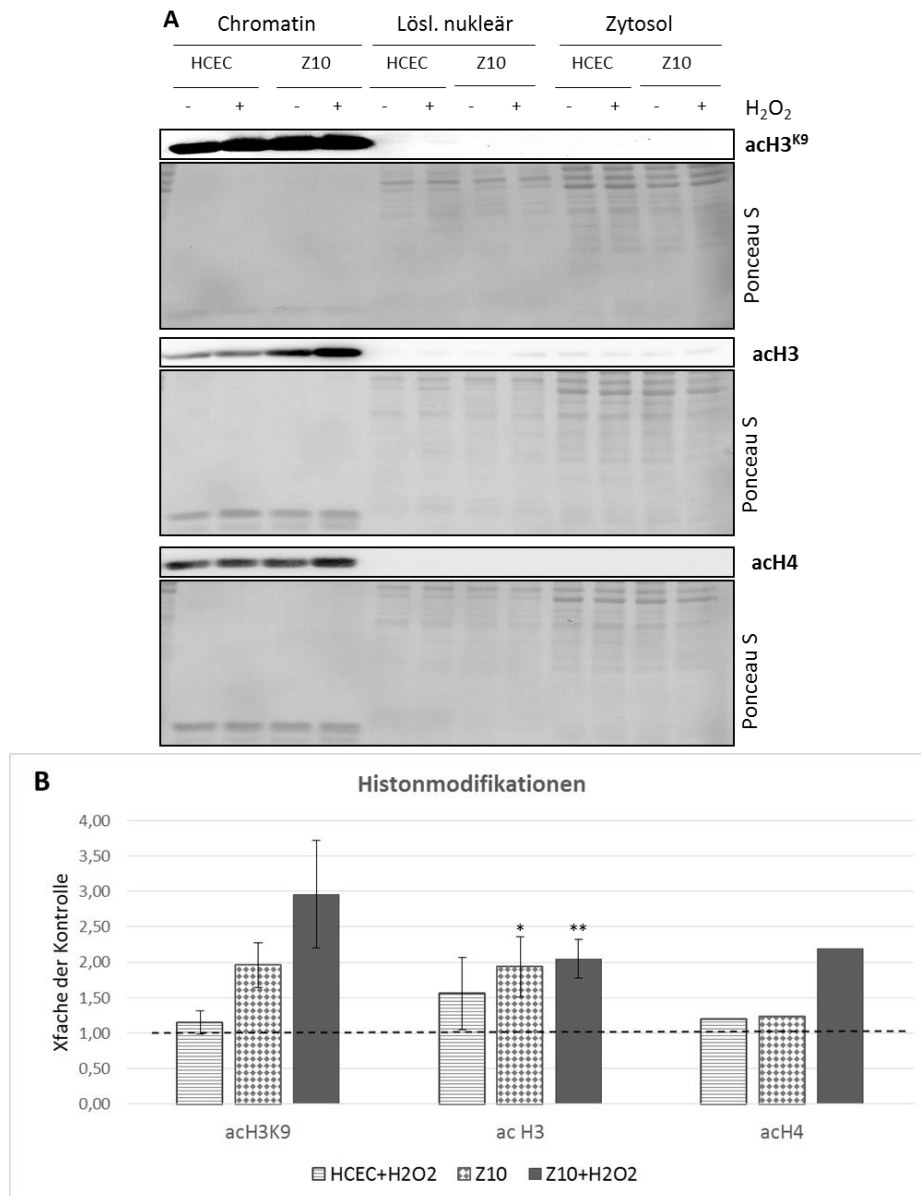 A
Chromatin Lösl. nukleär Zytosol
HCEC Z10 HCEC Z10 HCEC Z10
- + - + - + - + - + - + H₂O₂
acH3ᴷ⁹
Ponceau S
acH3
Ponceau S
acH4
Ponceau S
B
Histonmodifikationen
Xfache der Kontrolle
4,00
3,50
3,00
2,50
2,00
1,50
1,00
0,50
0,00
* **
acH3K9 ac H3 acH4
HCEC+H2O2 Z10 Z10+H2O2